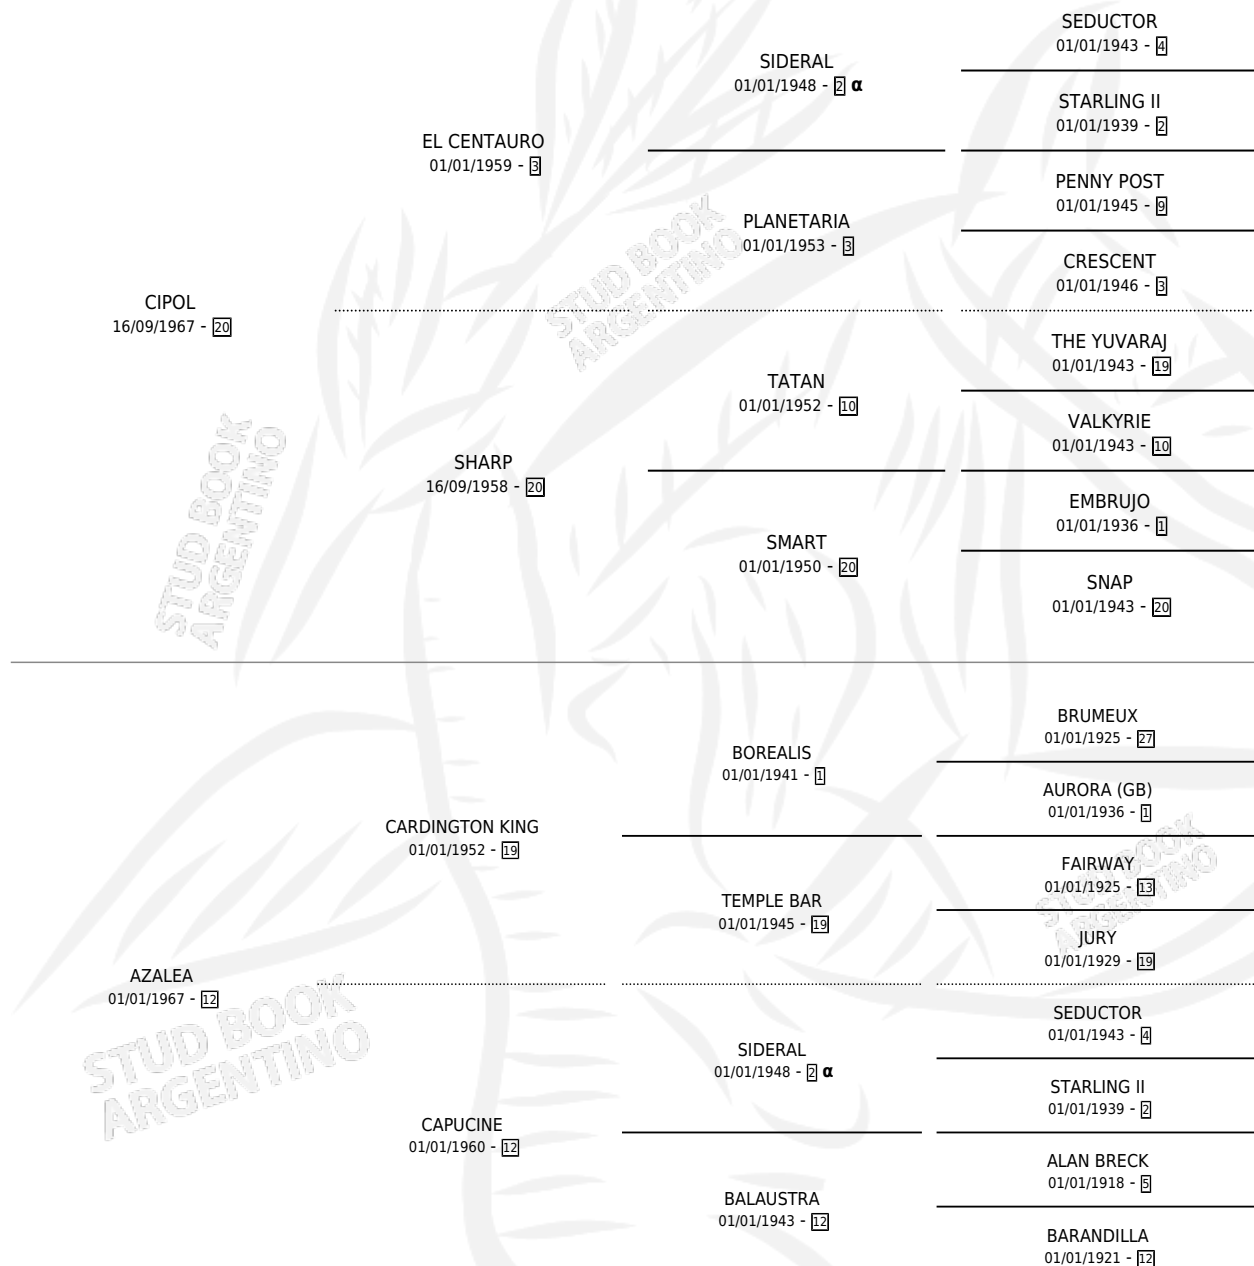 CIPOL
16/09/1967 - 20
EL CENTAURO
01/01/1959 - 3
SHARP
16/09/1958 - 20
SIDERAL
01/01/1948 - 2 α
PLANETARIA
01/01/1953 - 3
TATAN
01/01/1952 - 10
SMART
01/01/1950 - 20
SEDUCTOR
01/01/1943 - 4
STARLING II
01/01/1939 - 2
PENNY POST
01/01/1945 - 9
CRESCENT
01/01/1946 - 3
THE YUVARAJ
01/01/1943 - 19
VALKYRIE
01/01/1943 - 10
EMBRUJO
01/01/1936 - 1
SNAP
01/01/1943 - 20
AZALEA
01/01/1967 - 12
CARDINGTON KING
01/01/1952 - 19
CAPUCINE
01/01/1960 - 12
BOREALIS
01/01/1941 - 1
TEMPLE BAR
01/01/1945 - 19
SIDERAL
01/01/1948 - 2 α
BALAUSTRA
01/01/1943 - 12
BRUMEUX
01/01/1925 - 27
AURORA (GB)
01/01/1936 - 1
FAIRWAY
01/01/1925 - 13
JURY
01/01/1929 - 19
SEDUCTOR
01/01/1943 - 4
STARLING II
01/01/1939 - 2
ALAN BRECK
01/01/1918 - 5
BARANDILLA
01/01/1921 - 12
STUD BOOK
ARGENTINO
STUD BOOK
ARGENTINO
STUD BOOK
ARGENTINO
STUD BOOK
ARGENTINO